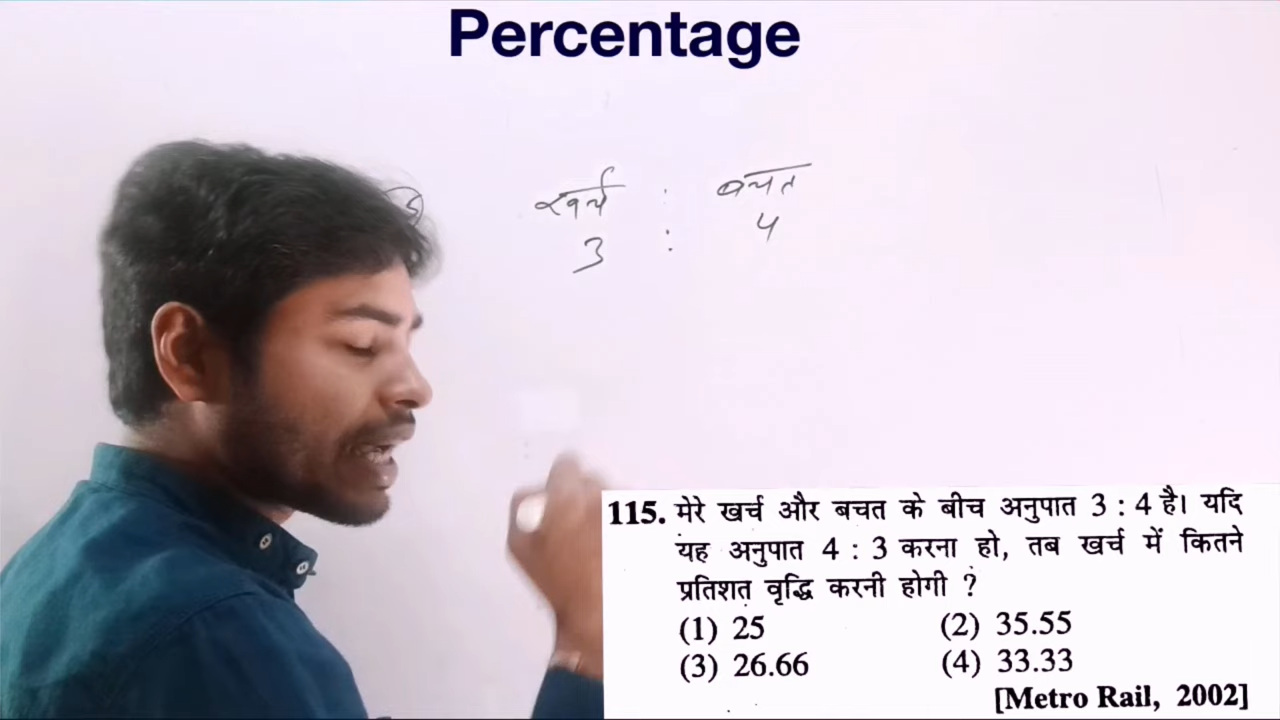 Percentage
खर्च : बचत
3 : 4
115. मेरे खर्च और बचत के बीच अनुपात 3 : 4 है। यदि
यह अनुपात 4 : 3 करना हो, तब खर्च में कितने
प्रतिशत वृद्धि करनी होगी ?
(1) 25 (2) 35.55
(3) 26.66 (4) 33.33
[Metro Rail, 2002]